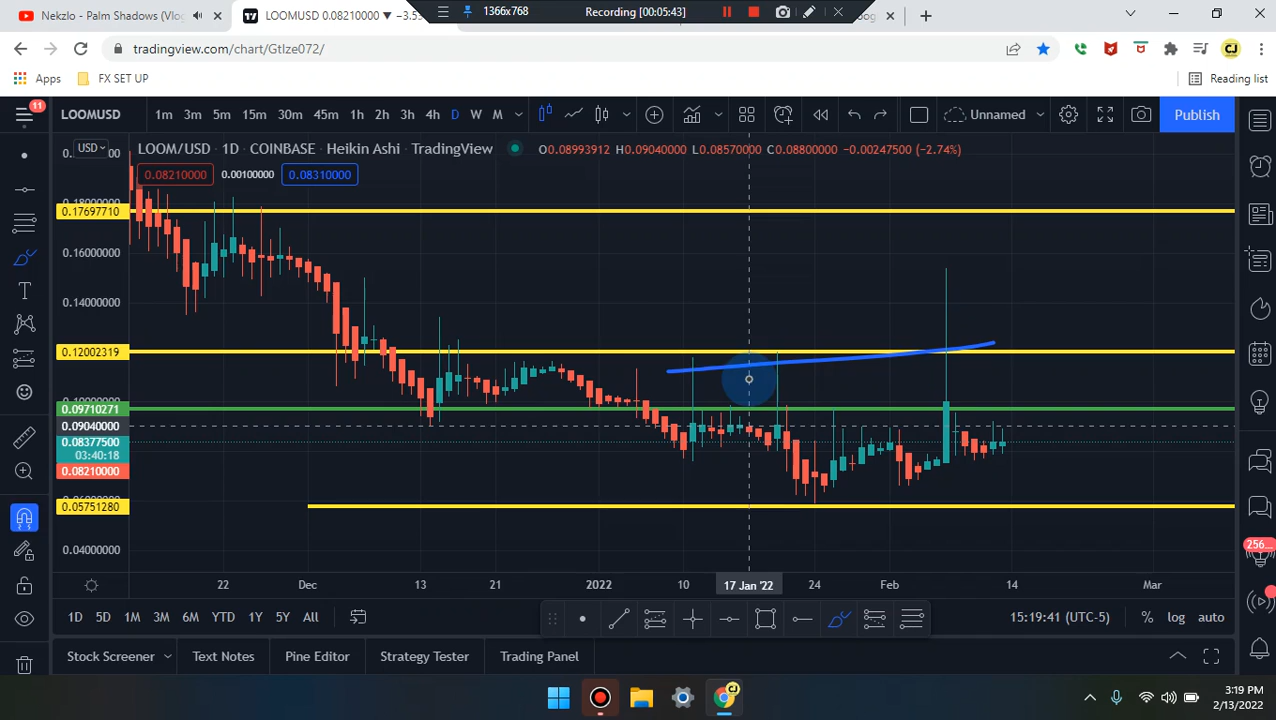 Nekzlo - Palm Shadows (Vlog
LOOMUSD 0.08210000 ▼ −3.5
1366x768
Recording [00:05:43]
tradingview.com/chart/GtIze072/
Apps
FX SET UP
Reading list
11
LOOMUSD
1m 3m 5m 15m 30m 45m 1h 2h 3h 4h D W M
Unnamed
Publish
USD
LOOM/USD · 1D · COINBASE · Heikin Ashi · TradingView
O0.08993912 H0.09040000 L0.08570000 C0.08800000 −0.00247500 (−2.74%)
0.08210000
0.00100000
0.08310000
0.17697710
0.16000000
0.14000000
0.12002319
0.09710271
0.09040000
0.08377500
03:40:18
0.08210000
0.05751280
0.04000000
22
Dec
13
21
2022
10
17 Jan '22
24
Feb
14
Mar
256...
1D 5D 1M 3M 6M YTD 1Y 5Y All
15:19:41 (UTC-5)
%
log
auto
Stock Screener
Text Notes
Pine Editor
Strategy Tester
Trading Panel
3:19 PM
2/13/2022